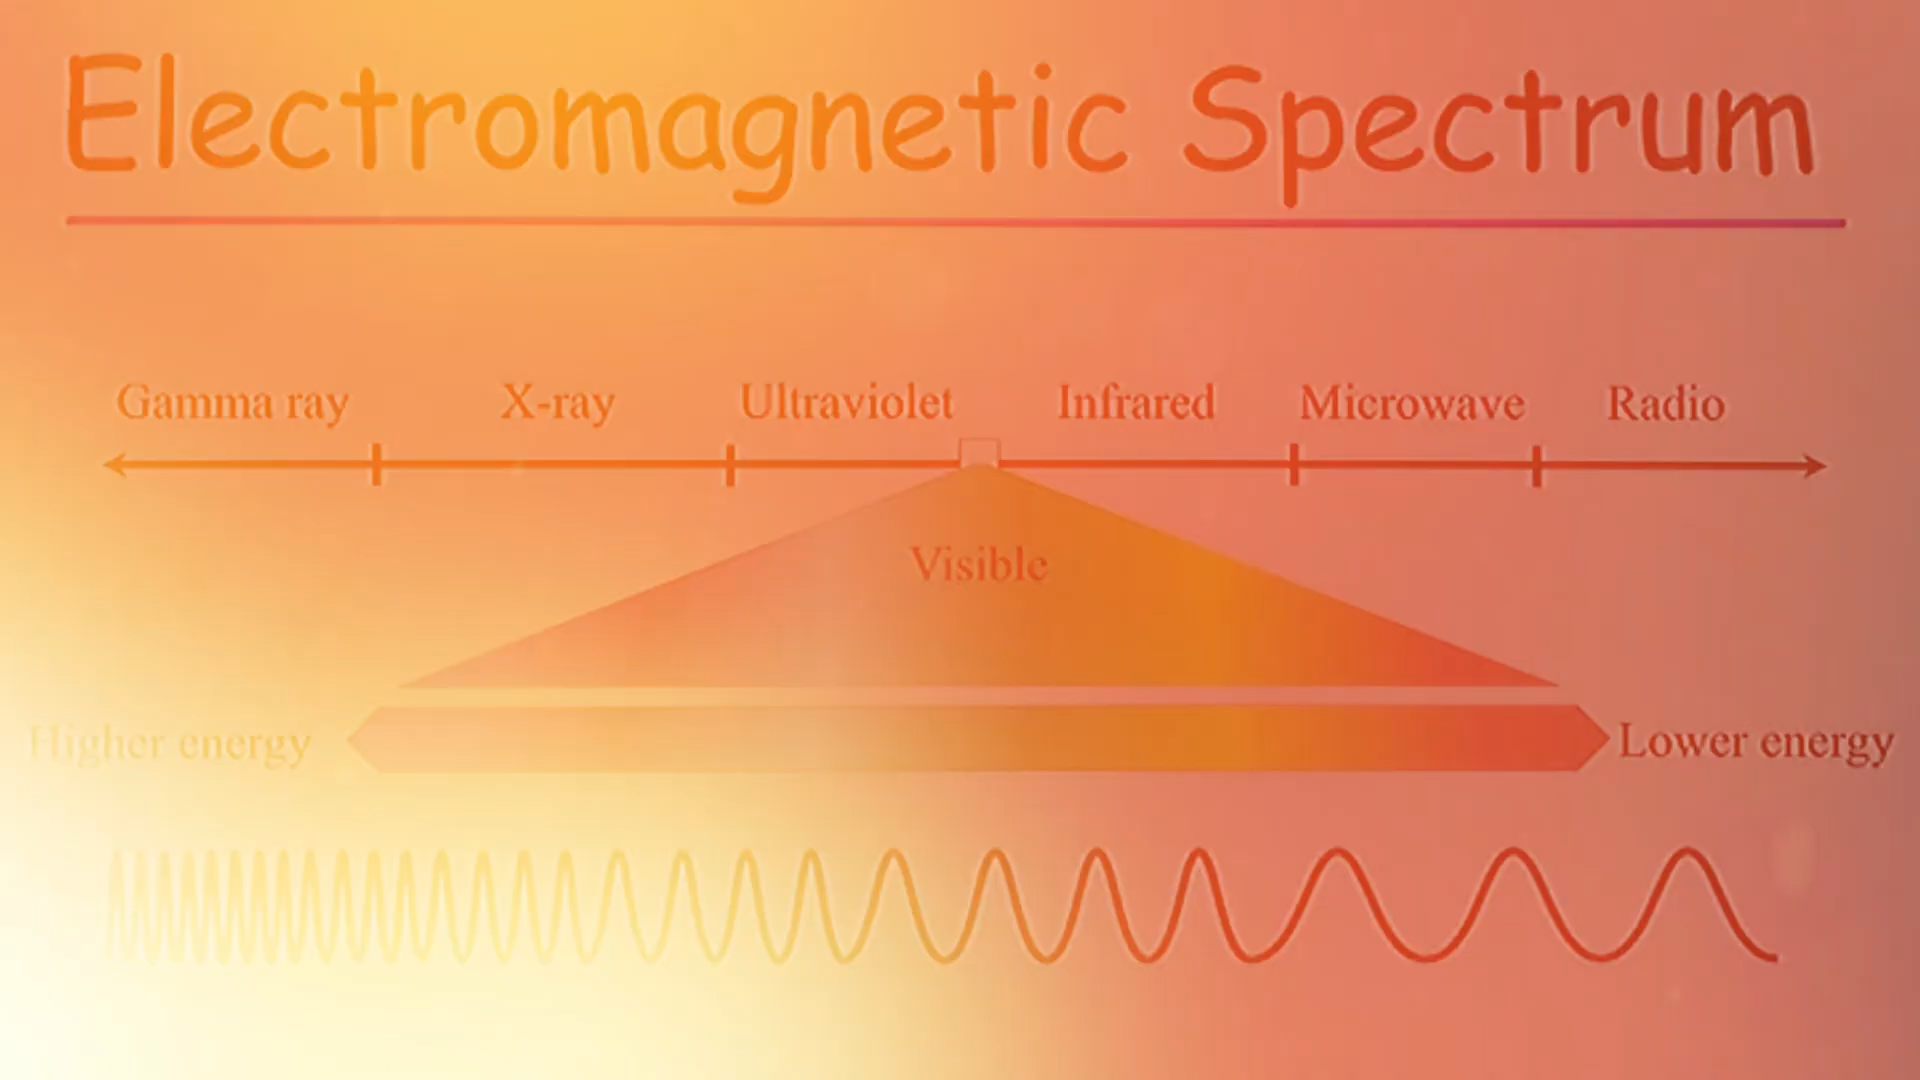 Electromagnetic Spectrum
Gamma ray X-ray Ultraviolet Infrared Microwave Radio
Visible
Higher energy Lower energy